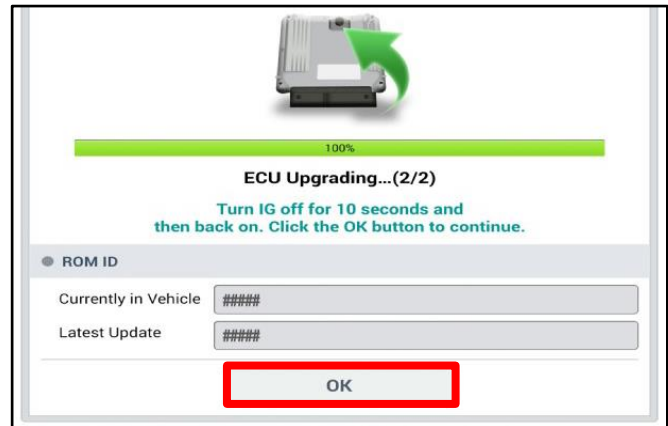 100%
ECU Upgrading...(2/2)
Turn IG off for 10 seconds and
then back on. Click the OK button to continue.
ROM ID
Currently in Vehicle #####
Latest Update #####
OK